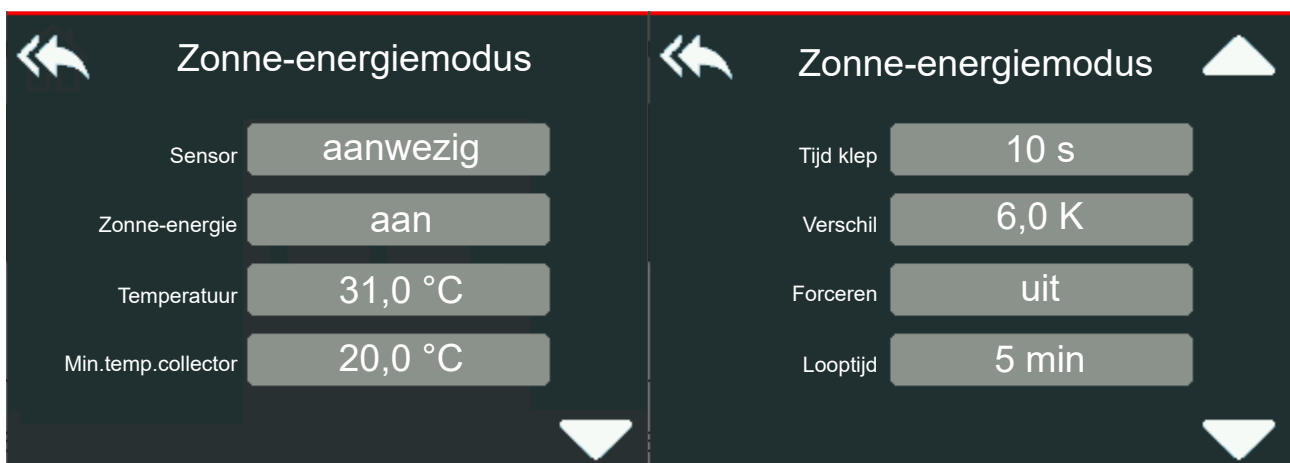 Zonne-energiemodus
Sensor aanwezig
Zonne-energie aan
Temperatuur 31,0 °C
Min.temp.collector 20,0 °C
Zonne-energiemodus
Tijd klep 10 s
Verschil 6,0 K
Forceren uit
Looptijd 5 min